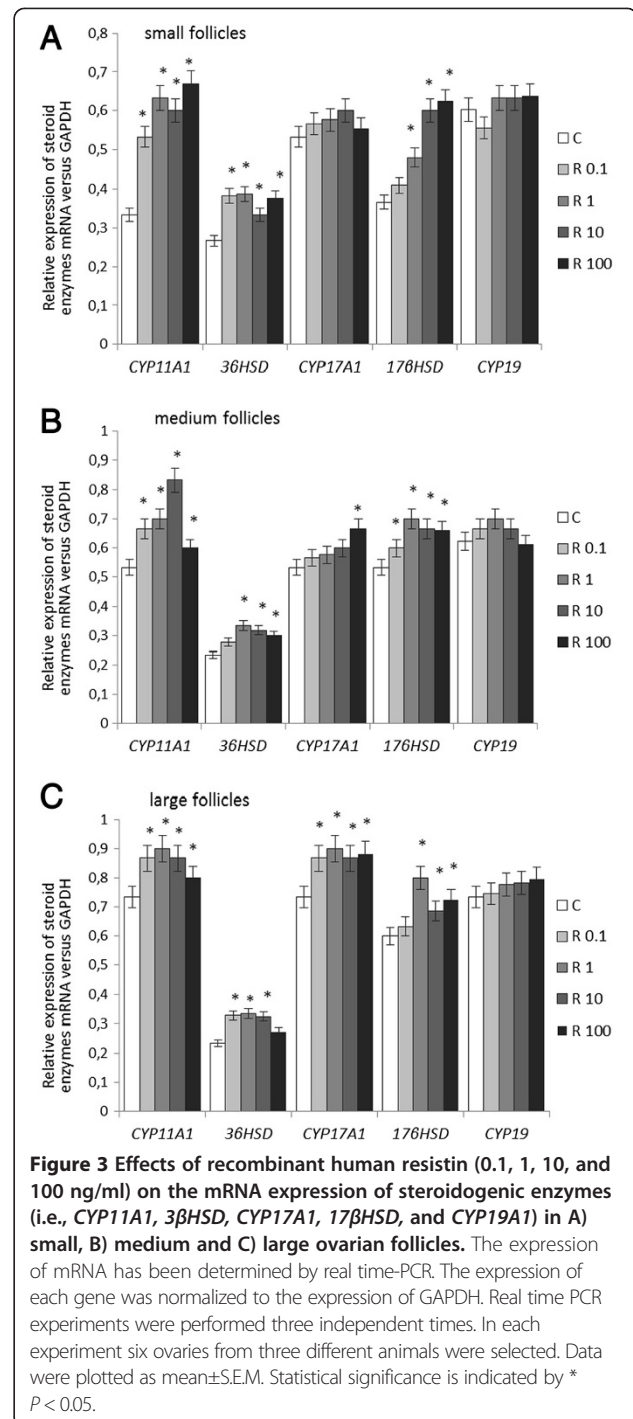 A
small follicles
Relative expression of steroid
enzymes mRNA versus GAPDH
0,8
0,7
0,6
0,5
0,4
0,3
0,2
0,1
0
* * * *
* * * *
* * *
CYP11A1 36HSD CYP17A1 176HSD CYP19
C
R 0.1
R 1
R 10
R 100
B
medium follicles
Relative expression of steroid
enzymes mRNA versus GAPDH
1
0,9
0,8
0,7
0,6
0,5
0,4
0,3
0,2
0,1
0
* * * *
* * *
*
* * * *
CYP11A1 36HSD CYP17A1 176HSD CYP19
C
R 0.1
R 1
R 10
R 100
C
large follicles
Relative expression of steroid
enzymes mRNA versus GAPDH
1
0,9
0,8
0,7
0,6
0,5
0,4
0,3
0,2
0,1
0
* * * *
* * *
* * * *
* * *
CYP11A1 36HSD CYP17A1 176HSD CYP19
C
R 0.1
R 1
R 10
R 100
Figure 3 Effects of recombinant human resistin (0.1, 1, 10, and
100 ng/ml) on the mRNA expression of steroidogenic enzymes
(i.e., CYP11A1, 3βHSD, CYP17A1, 17βHSD, and CYP19A1) in A)
small, B) medium and C) large ovarian follicles. The expression
of mRNA has been determined by real time-PCR. The expression of
each gene was normalized to the expression of GAPDH. Real time PCR
experiments were performed three independent times. In each
experiment six ovaries from three different animals were selected. Data
were plotted as mean±S.E.M. Statistical significance is indicated by *
P < 0.05.